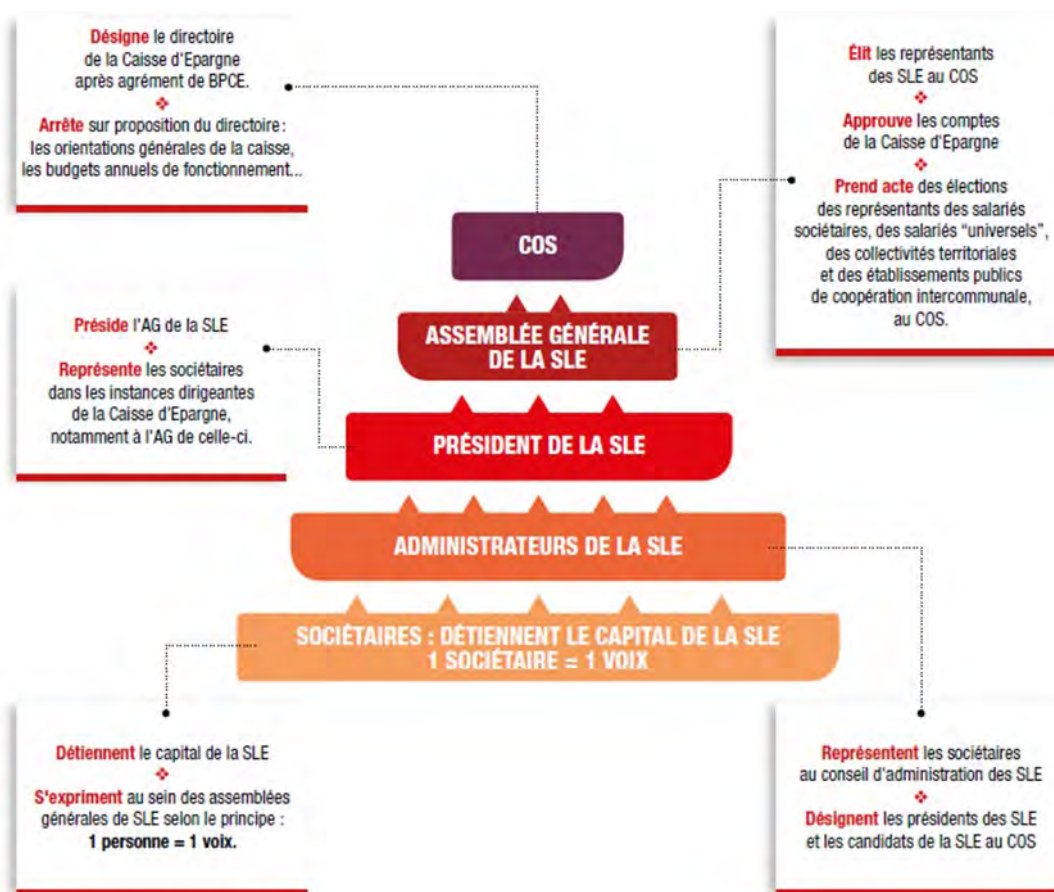 Désigne le directoire
de la Caisse d'Epargne
après agrément de BPCE.
Arrête sur proposition du directoire :
les orientations générales de la caisse,
les budgets annuels de fonctionnement...
Élit les représentants
des SLE au COS
Approuve les comptes
de la Caisse d'Epargne
Prend acte des élections
des représentants des salariés
sociétaires, des salariés "universels",
des collectivités territoriales
et des établissements publics
de coopération intercommunale,
au COS.
COS
ASSEMBLÉE GÉNÉRALE
DE LA SLE
Préside l'AG de la SLE
Représente les sociétaires
dans les instances dirigeantes
de la Caisse d'Epargne,
notamment à l'AG de celle-ci.
PRÉSIDENT DE LA SLE
ADMINISTRATEURS DE LA SLE
SOCIÉTAIRES : DÉTIENNENT LE CAPITAL DE LA SLE
1 SOCIÉTAIRE = 1 VOIX
Détiennent le capital de la SLE
S'expriment au sein des assemblées
générales de SLE selon le principe :
1 personne = 1 voix.
Représentent les sociétaires
au conseil d'administration des SLE
Désignent les présidents des SLE
et les candidats de la SLE au COS